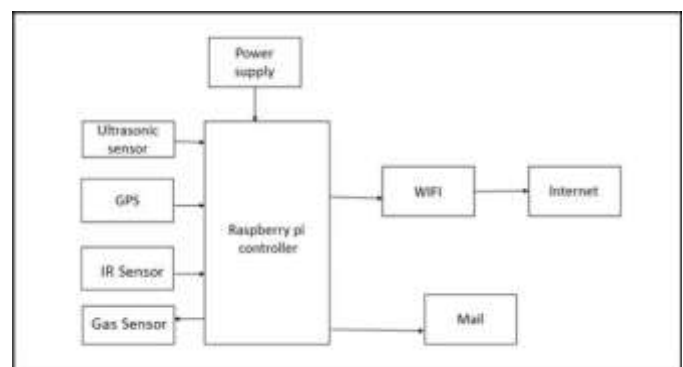 Power
supply
Ultrasonic
sensor
GPS
IR Sensor
Gas Sensor
Raspberry pi
controller
WIFI
Internet
Mail